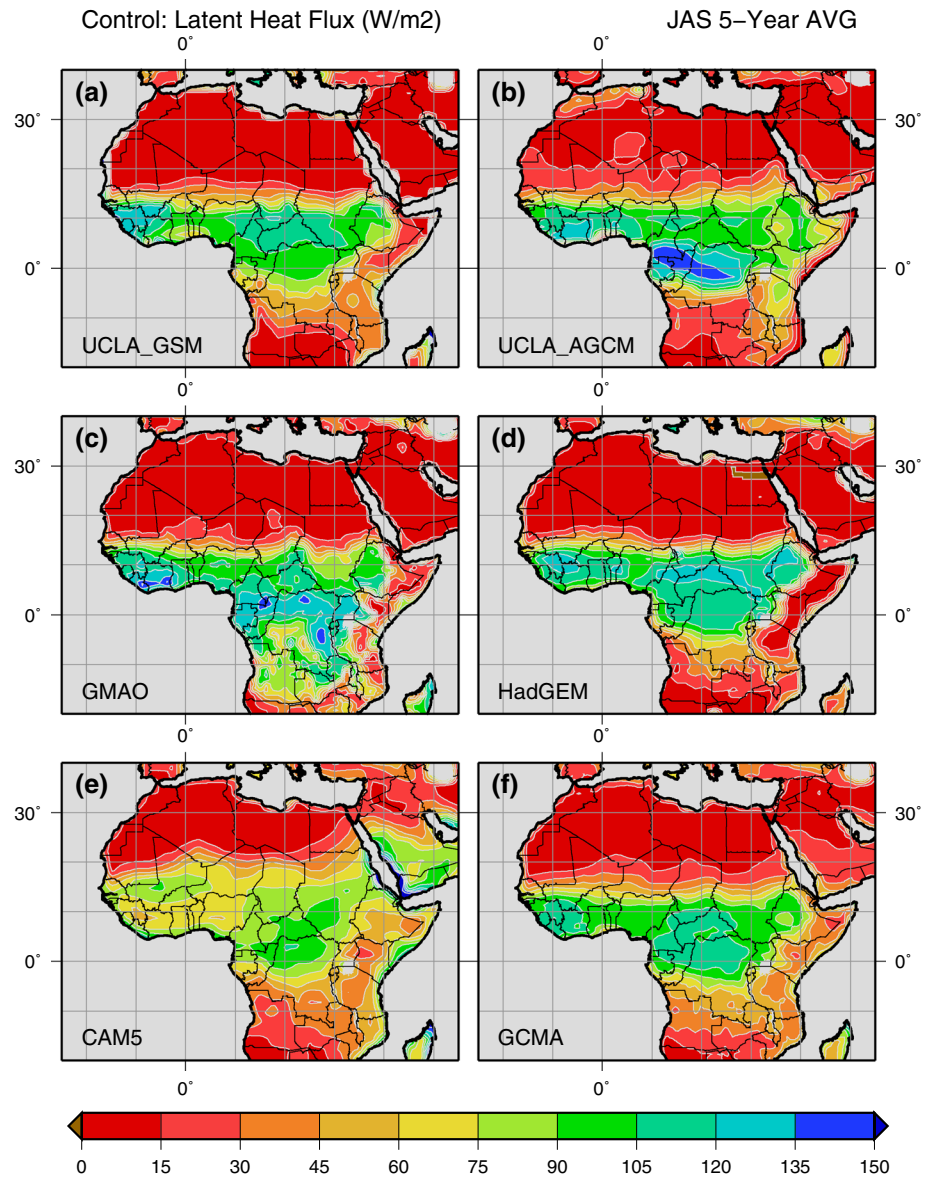 Control: Latent Heat Flux (W/m2) JAS 5−Year AVG
0° 0°
(a) (b)
30° 30°
0° 0°
UCLA_GSM UCLA_AGCM
0° 0°
(c) (d)
30° 30°
0° 0°
GMAO HadGEM
0° 0°
(e) (f)
30° 30°
0° 0°
CAM5 GCMA
0° 0°
0 15 30 45 60 75 90 105 120 135 150